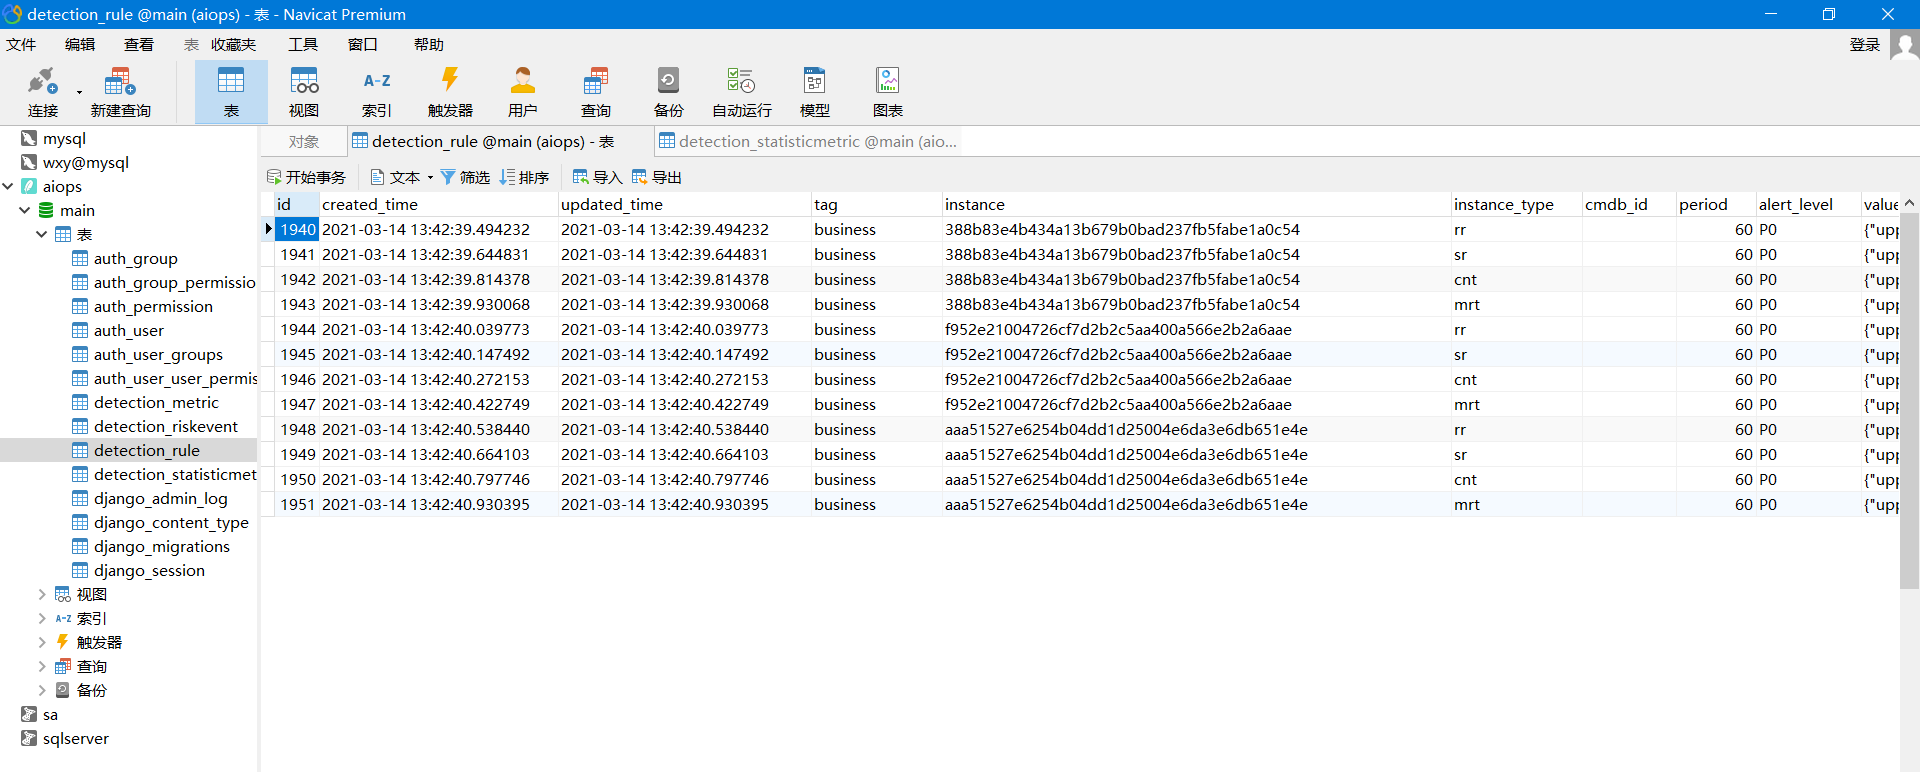 detection_rule @main (aiops) - 表 - Navicat Premium
文件 编辑 查看 表 收藏夹 工具 窗口 帮助 登录
连接 新建查询 表 视图 A-Z 索引 触发器 用户 查询 备份 自动运行 模型 图表
对象 detection_rule @main (aiops) - 表 detection_statisticmetric @main (aio...
开始事务 文本 筛选 排序 导入 导出
mysql
wxy@mysql
aiops
main
表
auth_group
auth_group_permissio
auth_permission
auth_user
auth_user_groups
auth_user_user_permis
detection_metric
detection_riskevent
detection_rule
detection_statisticmet
django_admin_log
django_content_type
django_migrations
django_session
视图
A-Z 索引
触发器
查询
备份
sa
sqlserver
id created_time updated_time tag instance instance_type cmdb_id period alert_level value
1940 2021-03-14 13:42:39.494232 2021-03-14 13:42:39.494232 business 388b83e4b434a13b679b0bad237fb5fabe1a0c54 rr 60 P0 {"upp
1941 2021-03-14 13:42:39.644831 2021-03-14 13:42:39.644831 business 388b83e4b434a13b679b0bad237fb5fabe1a0c54 sr 60 P0 {"upp
1942 2021-03-14 13:42:39.814378 2021-03-14 13:42:39.814378 business 388b83e4b434a13b679b0bad237fb5fabe1a0c54 cnt 60 P0 {"upp
1943 2021-03-14 13:42:39.930068 2021-03-14 13:42:39.930068 business 388b83e4b434a13b679b0bad237fb5fabe1a0c54 mrt 60 P0 {"upp
1944 2021-03-14 13:42:40.039773 2021-03-14 13:42:40.039773 business f952e21004726cf7d2b2c5aa400a566e2b2a6aae rr 60 P0 {"upp
1945 2021-03-14 13:42:40.147492 2021-03-14 13:42:40.147492 business f952e21004726cf7d2b2c5aa400a566e2b2a6aae sr 60 P0 {"upp
1946 2021-03-14 13:42:40.272153 2021-03-14 13:42:40.272153 business f952e21004726cf7d2b2c5aa400a566e2b2a6aae cnt 60 P0 {"upp
1947 2021-03-14 13:42:40.422749 2021-03-14 13:42:40.422749 business f952e21004726cf7d2b2c5aa400a566e2b2a6aae mrt 60 P0 {"upp
1948 2021-03-14 13:42:40.538440 2021-03-14 13:42:40.538440 business aaa51527e6254b04dd1d25004e6da3e6db651e4e rr 60 P0 {"upp
1949 2021-03-14 13:42:40.664103 2021-03-14 13:42:40.664103 business aaa51527e6254b04dd1d25004e6da3e6db651e4e sr 60 P0 {"upp
1950 2021-03-14 13:42:40.797746 2021-03-14 13:42:40.797746 business aaa51527e6254b04dd1d25004e6da3e6db651e4e cnt 60 P0 {"upp
1951 2021-03-14 13:42:40.930395 2021-03-14 13:42:40.930395 business aaa51527e6254b04dd1d25004e6da3e6db651e4e mrt 60 P0 {"upp